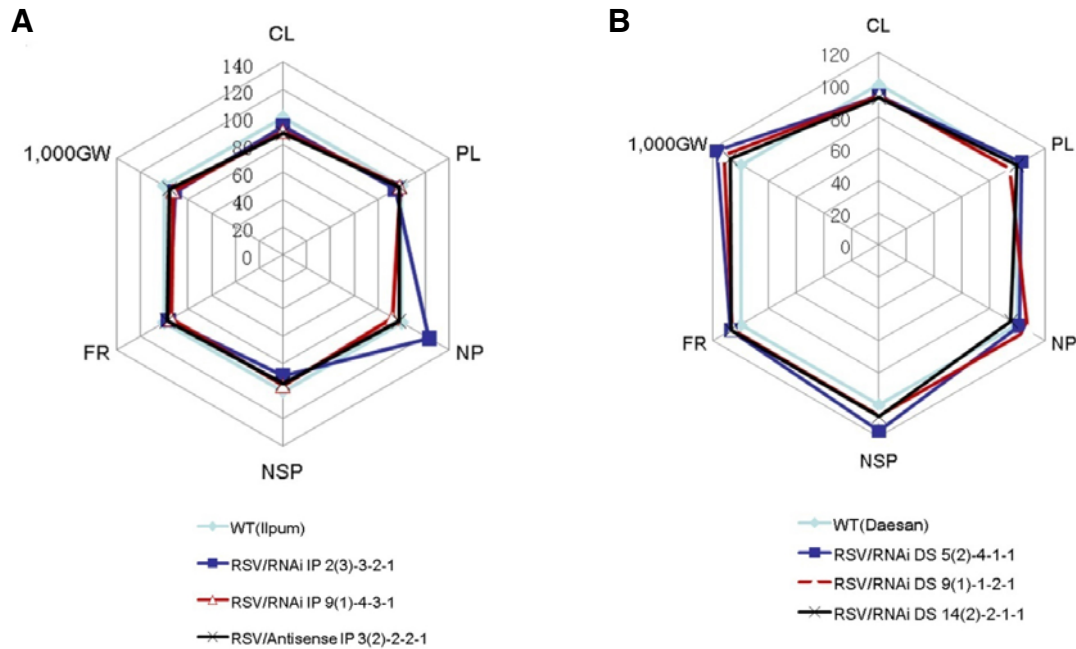 A
CL
140
120
100
80
60
40
20
0
1,000GW
PL
FR
NP
NSP
WT(Ilpum)
RSV/RNAi IP 2(3)-3-2-1
RSV/RNAi IP 9(1)-4-3-1
RSV/Antisense IP 3(2)-2-2-1
B
CL
120
100
80
60
40
20
0
1,000GW
PL
FR
NP
NSP
WT(Daesan)
RSV/RNAi DS 5(2)-4-1-1
RSV/RNAi DS 9(1)-1-2-1
RSV/RNAi DS 14(2)-2-1-1